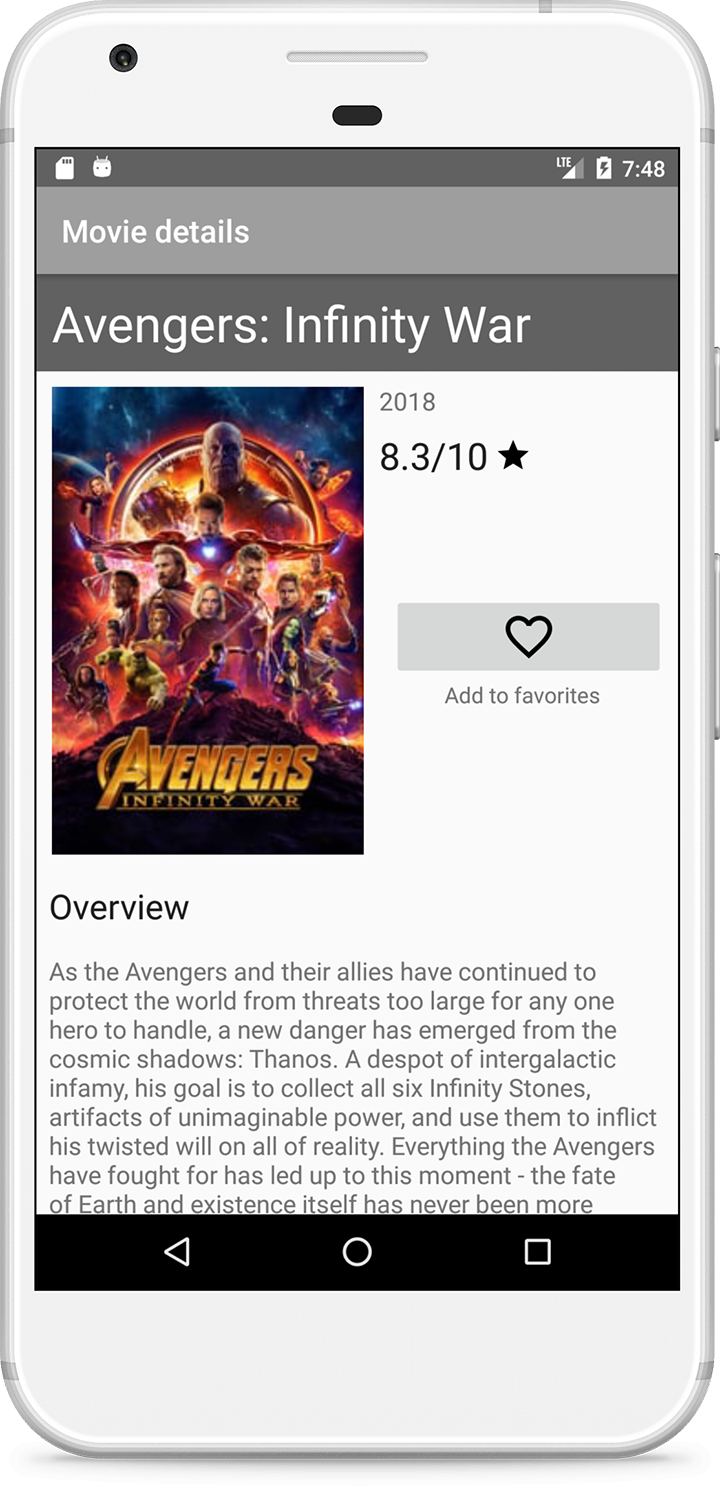 LTE 7:48
Movie details
Avengers: Infinity War
2018
8.3/10
AVENGERS
INFINITY WAR
Add to favorites
Overview
As the Avengers and their allies have continued to
protect the world from threats too large for any one
hero to handle, a new danger has emerged from the
cosmic shadows: Thanos. A despot of intergalactic
infamy, his goal is to collect all six Infinity Stones,
artifacts of unimaginable power, and use them to inflict
his twisted will on all of reality. Everything the Avengers
have fought for has led up to this moment - the fate
of Earth and existence itself has never been more